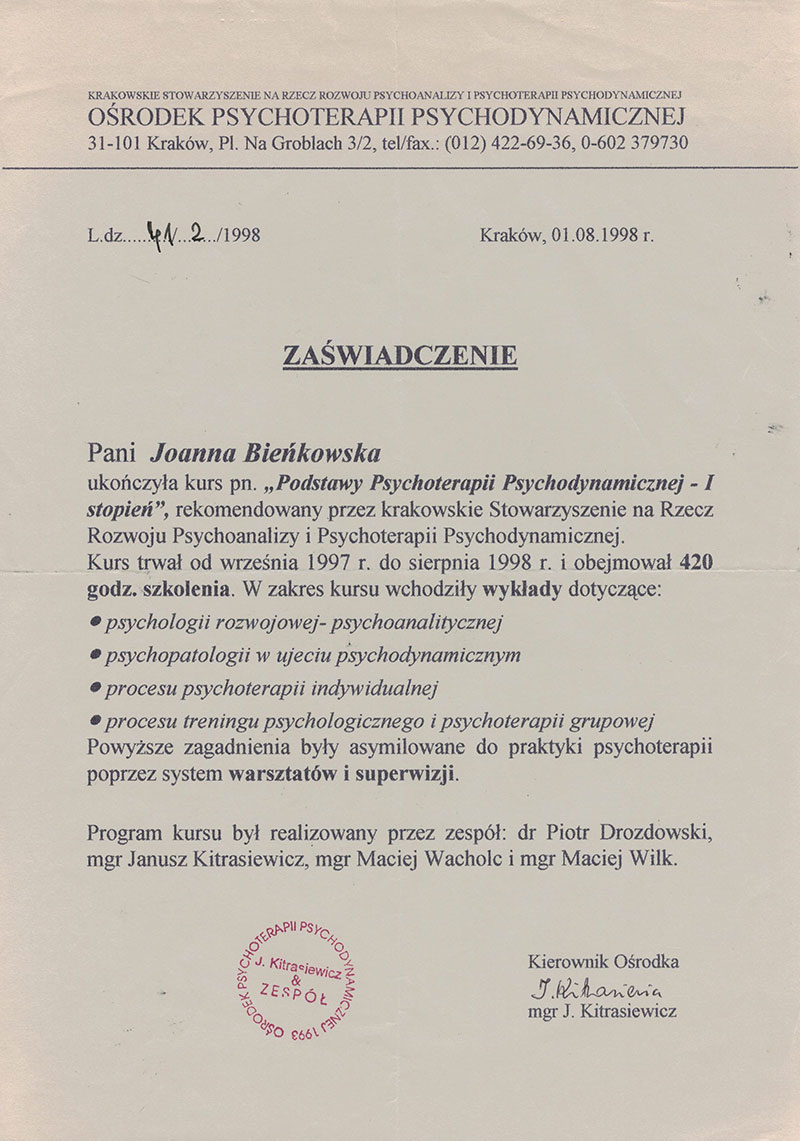 KRAKOWSKIE STOWARZYSZENIE NA RZECZ ROZWOJU PSYCHOANALIZY I PSYCHOTERAPII PSYCHODYNAMICZNEJ
OŚRODEK PSYCHOTERAPII PSYCHODYNAMICZNEJ
31-101 Kraków, Pl. Na Groblach 3/2, tel/fax.: (012) 422-69-36, 0-602 379730
L.dz.....41/...2.../1998
Kraków, 01.08.1998 r.
ZAŚWIADCZENIE
Pani Joanna Bieńkowska
ukończyła kurs pn. „Podstawy Psychoterapii Psychodynamicznej - I
stopień”, rekomendowany przez krakowskie Stowarzyszenie na Rzecz
Rozwoju Psychoanalizy i Psychoterapii Psychodynamicznej.
Kurs trwał od września 1997 r. do sierpnia 1998 r. i obejmował 420
godz. szkolenia. W zakres kursu wchodziły wykłady dotyczące:
● psychologii rozwojowej- psychoanalitycznej
● psychopatologii w ujeciu psychodynamicznym
● procesu psychoterapii indywidualnej
● procesu treningu psychologicznego i psychoterapii grupowej
Powyższe zagadnienia były asymilowane do praktyki psychoterapii
poprzez system warsztatów i superwizji.
Program kursu był realizowany przez zespół: dr Piotr Drozdowski,
mgr Janusz Kitrasiewicz, mgr Maciej Wacholc i mgr Maciej Wilk.
OŚRODEK PSYCHOTERAPII PSYCHODYNAMICZNEJ 1993
J. Kitrasiewicz
&
ZESPÓŁ
Kierownik Ośrodka
mgr J. Kitrasiewicz